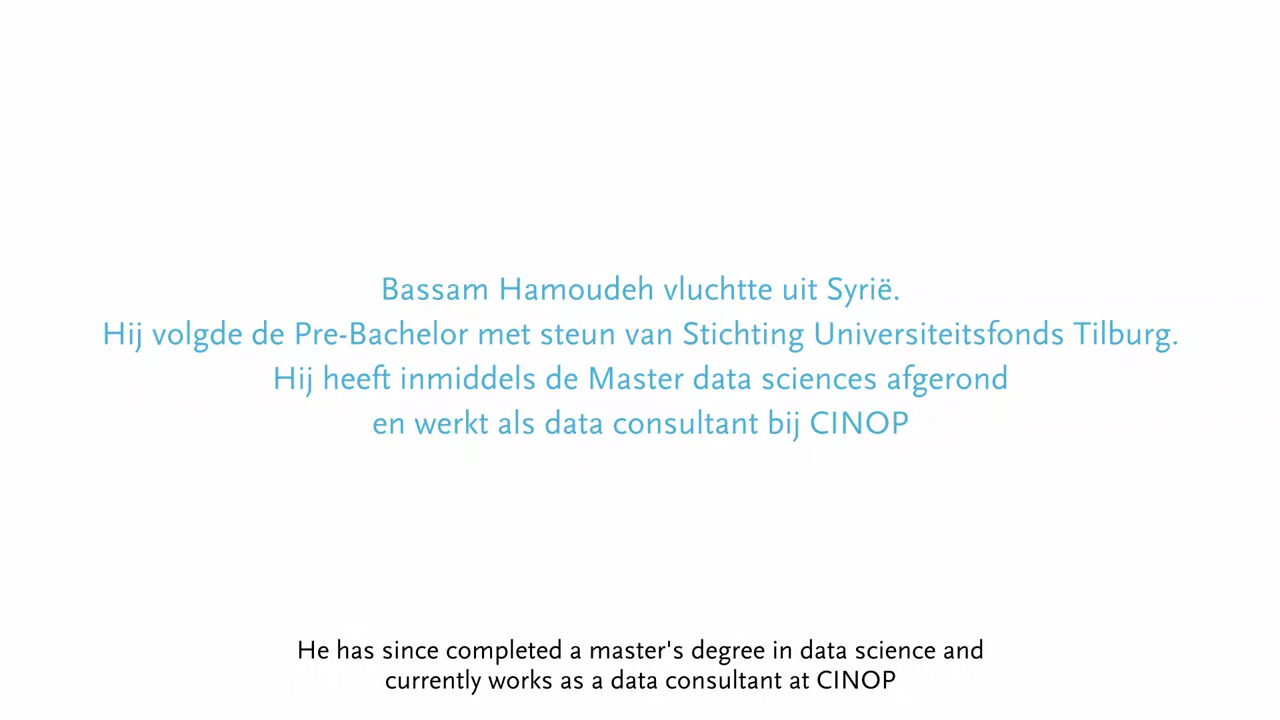 Bassam Hamoudeh vluchtte uit Syrië.
Hij volgde de Pre-Bachelor met steun van Stichting Universiteitsfonds Tilburg.
Hij heeft inmiddels de Master data sciences afgerond
en werkt als data consultant bij CINOP
He has since completed a master's degree in data science and
currently works as a data consultant at CINOP